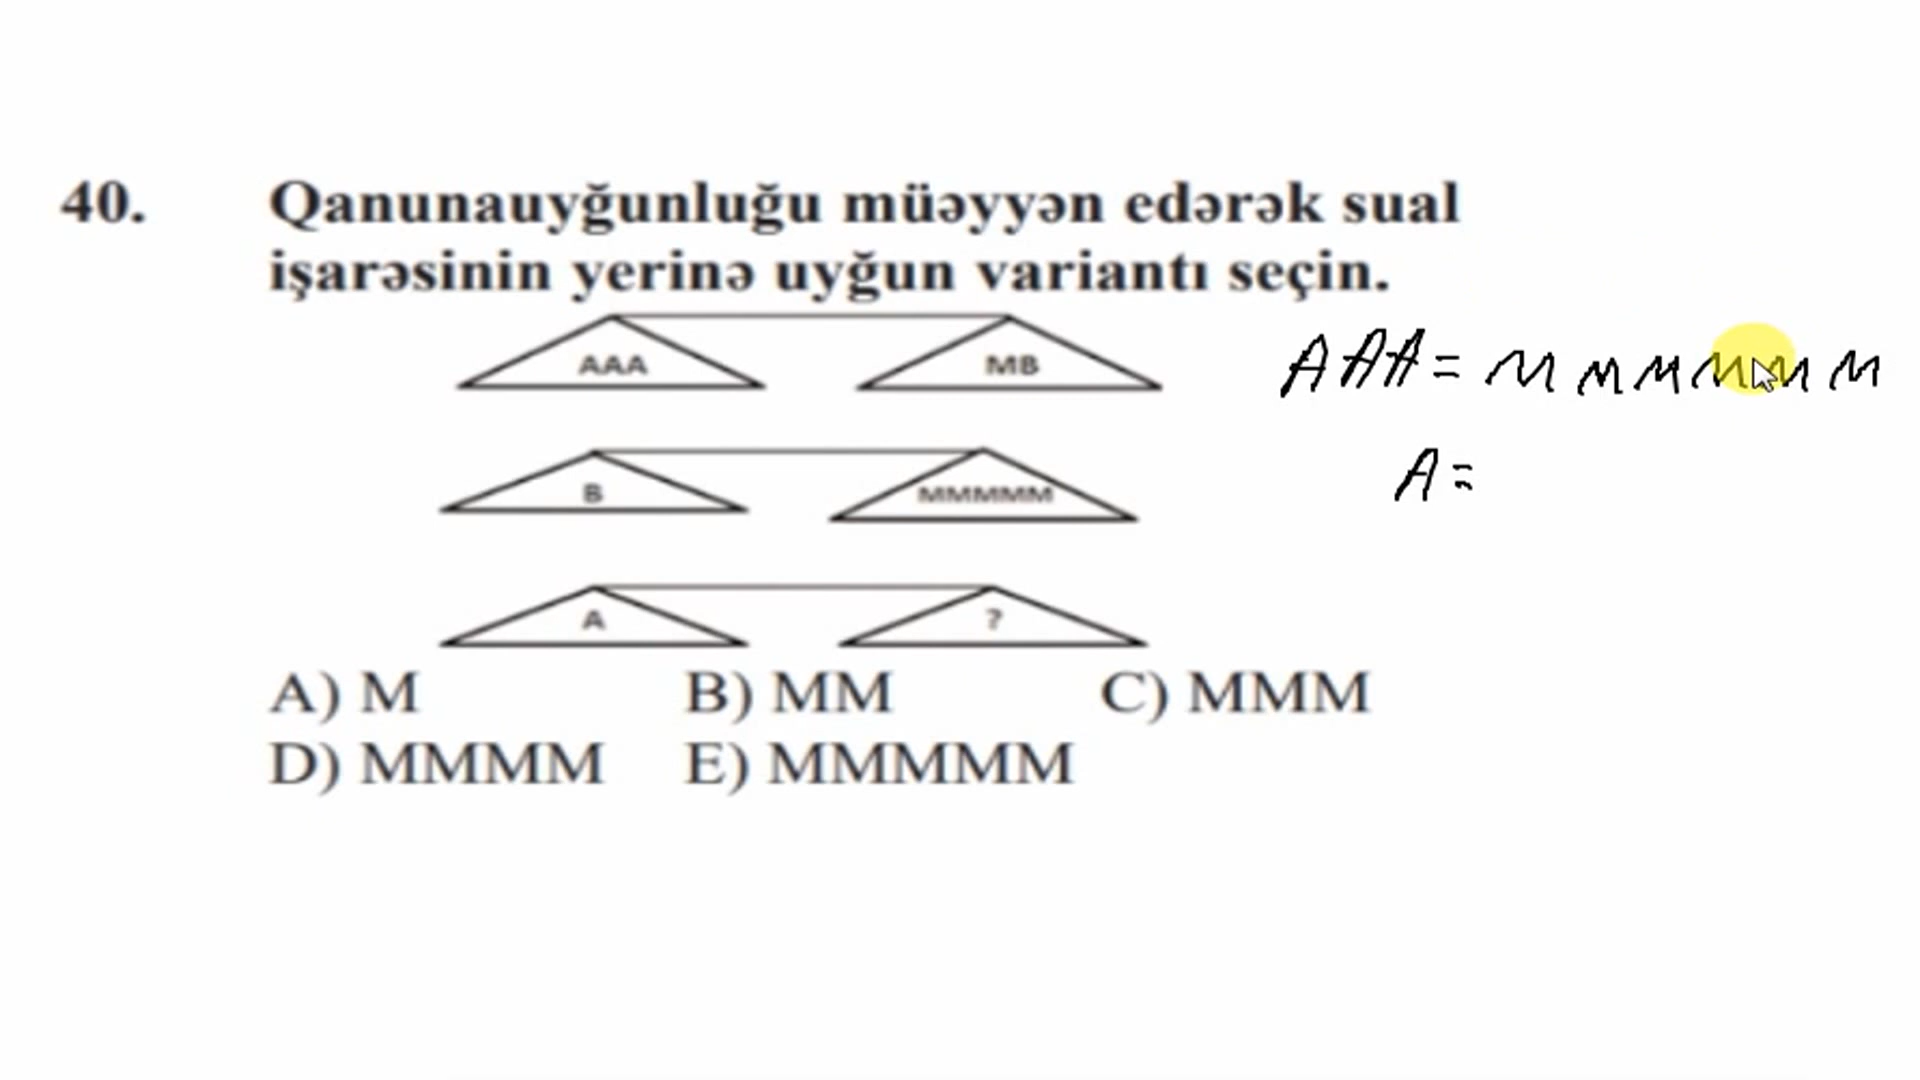 40. Qanunauyğunluğu müəyyən edərək sual
işarəsinin yerinə uyğun variantı seçin.
AAA MB
AAA = M M M M M M
B MMMMM
A =
A ?
A) M B) MM C) MMM
D) MMMM E) MMMMM